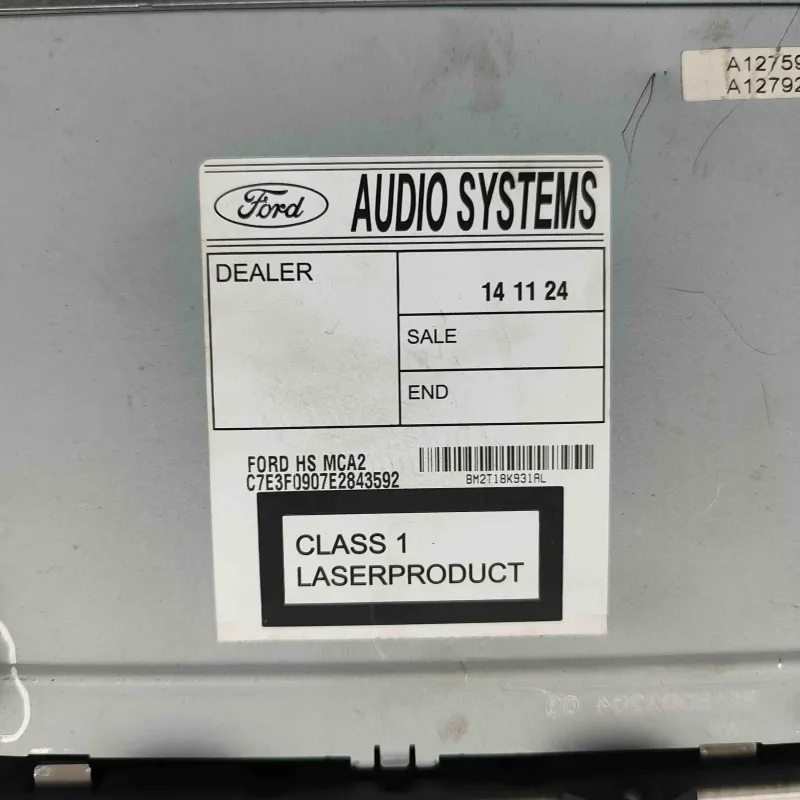 A12759
A12792
Ford AUDIO SYSTEMS
DEALER
14 11 24
SALE
END
FORD HS MCA2
C7E3F0907E2843592
BM2T18K931AL
CLASS 1
LASERPRODUCT